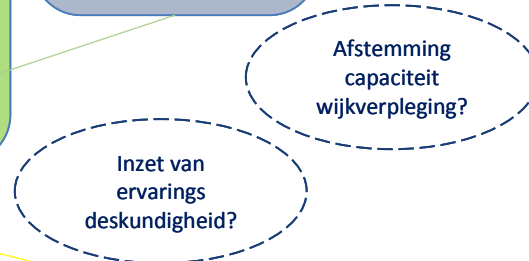 Afstemming
capaciteit
wijkverpleging?
Inzet van
ervarings
deskundigheid?